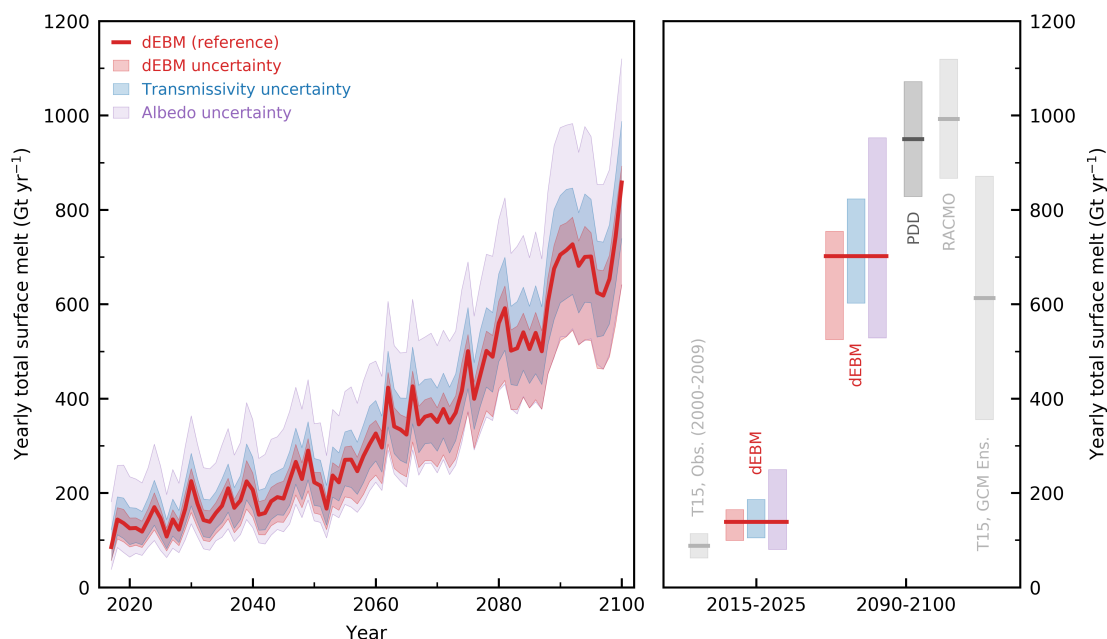 Yearly total surface melt (Gt yr⁻¹)
1200
1000
800
600
400
200
0
dEBM (reference)
dEBM uncertainty
Transmissivity uncertainty
Albedo uncertainty
2020
2040
2060
2080
2100
Year
T15, Obs. (2000-2009)
dEBM
dEBM
PDD
RACMO
T15, GCM Ens.
2015-2025
2090-2100
1200
1000
800
600
400
200
0
Yearly total surface melt (Gt yr⁻¹)